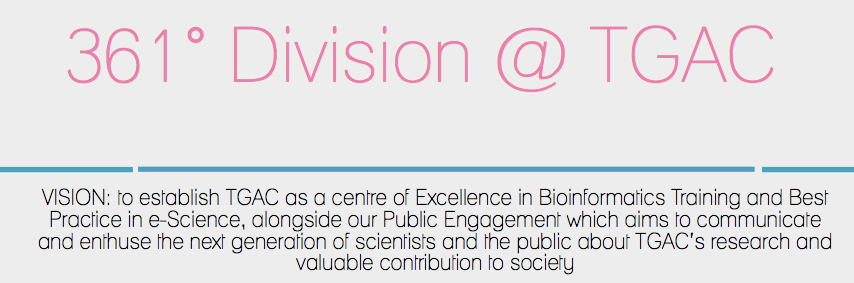 361° Division @ TGAC
VISION: to establish TGAC as a centre of Excellence in Bioinformatics Training and Best
Practice in e-Science, alongside our Public Engagement which aims to communicate
and enthuse the next generation of scientists and the public about TGAC's research and
valuable contribution to society